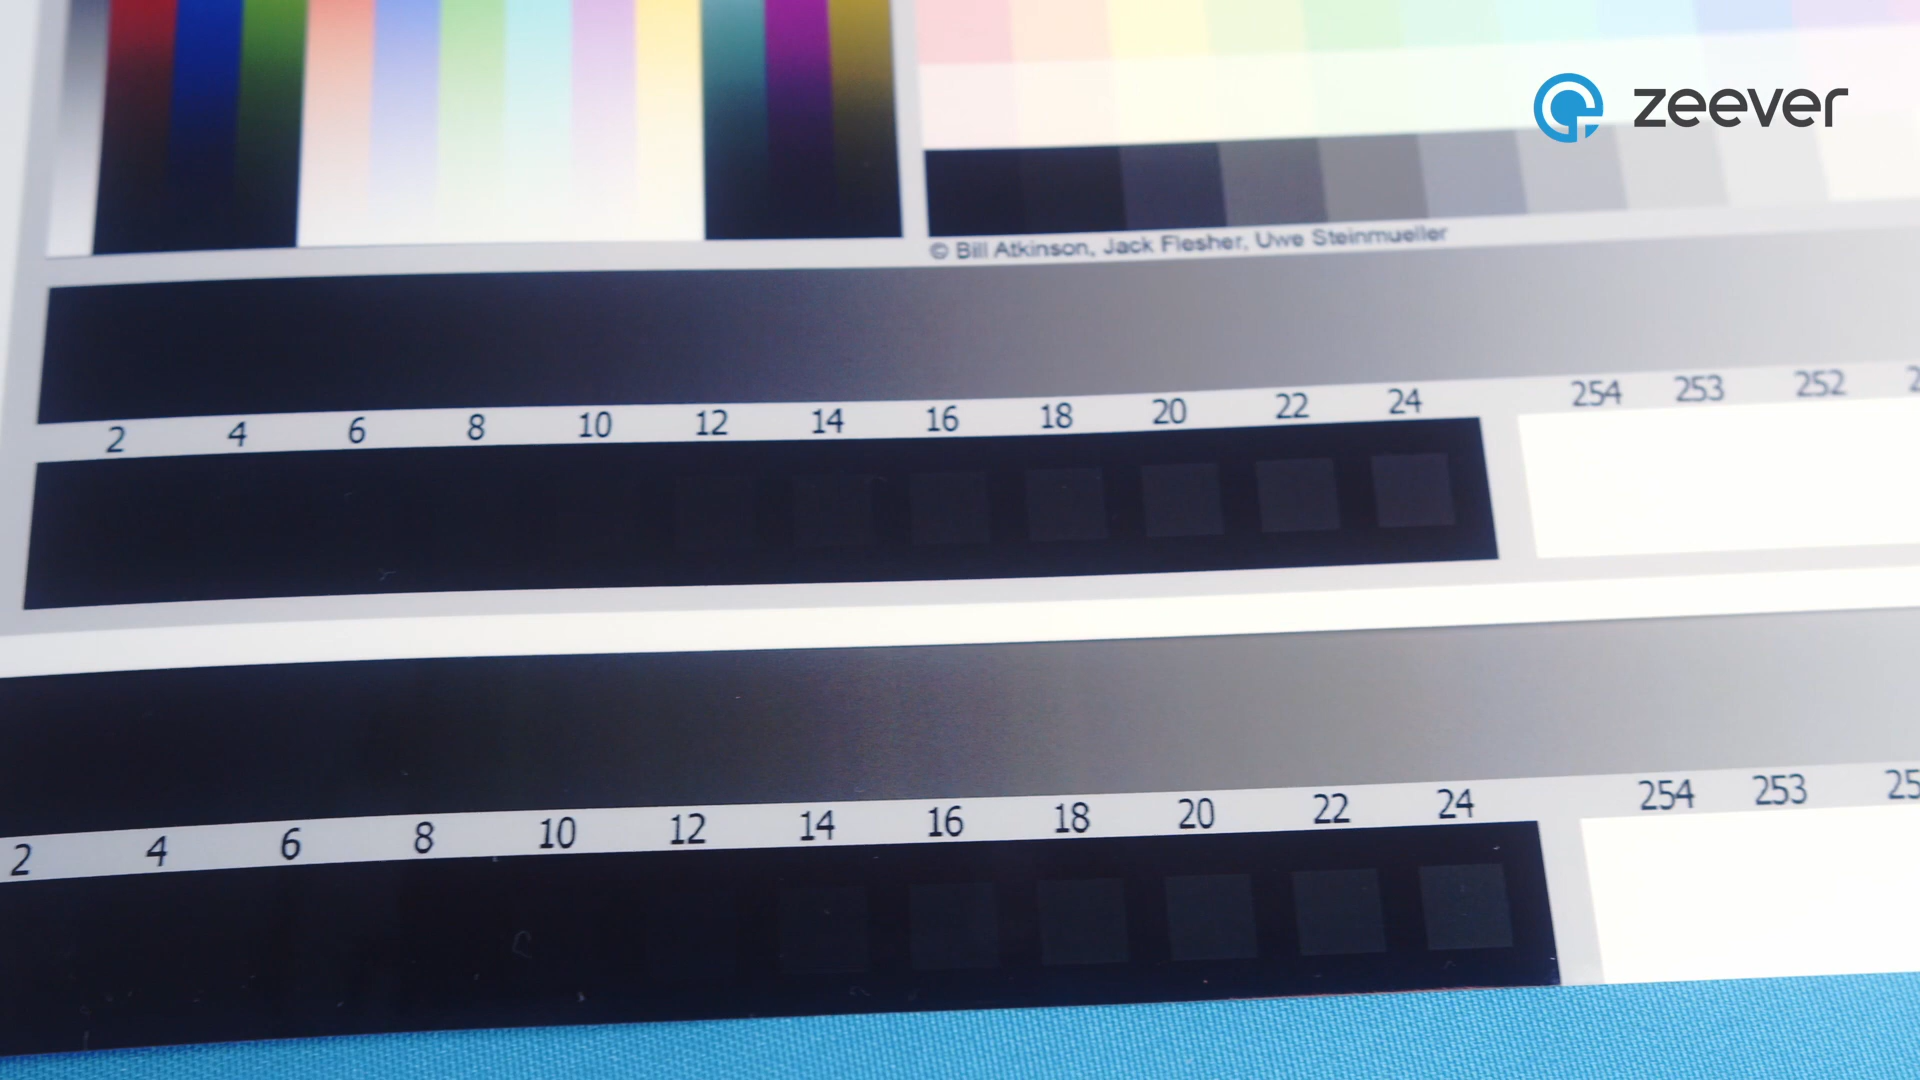 zeever
© Bill Atkinson, Jack Flesher, Uwe Steinmueller
2 4 6 8 10 12 14 16 18 20 22 24 254 253 252
2 4 6 8 10 12 14 16 18 20 22 24 254 253